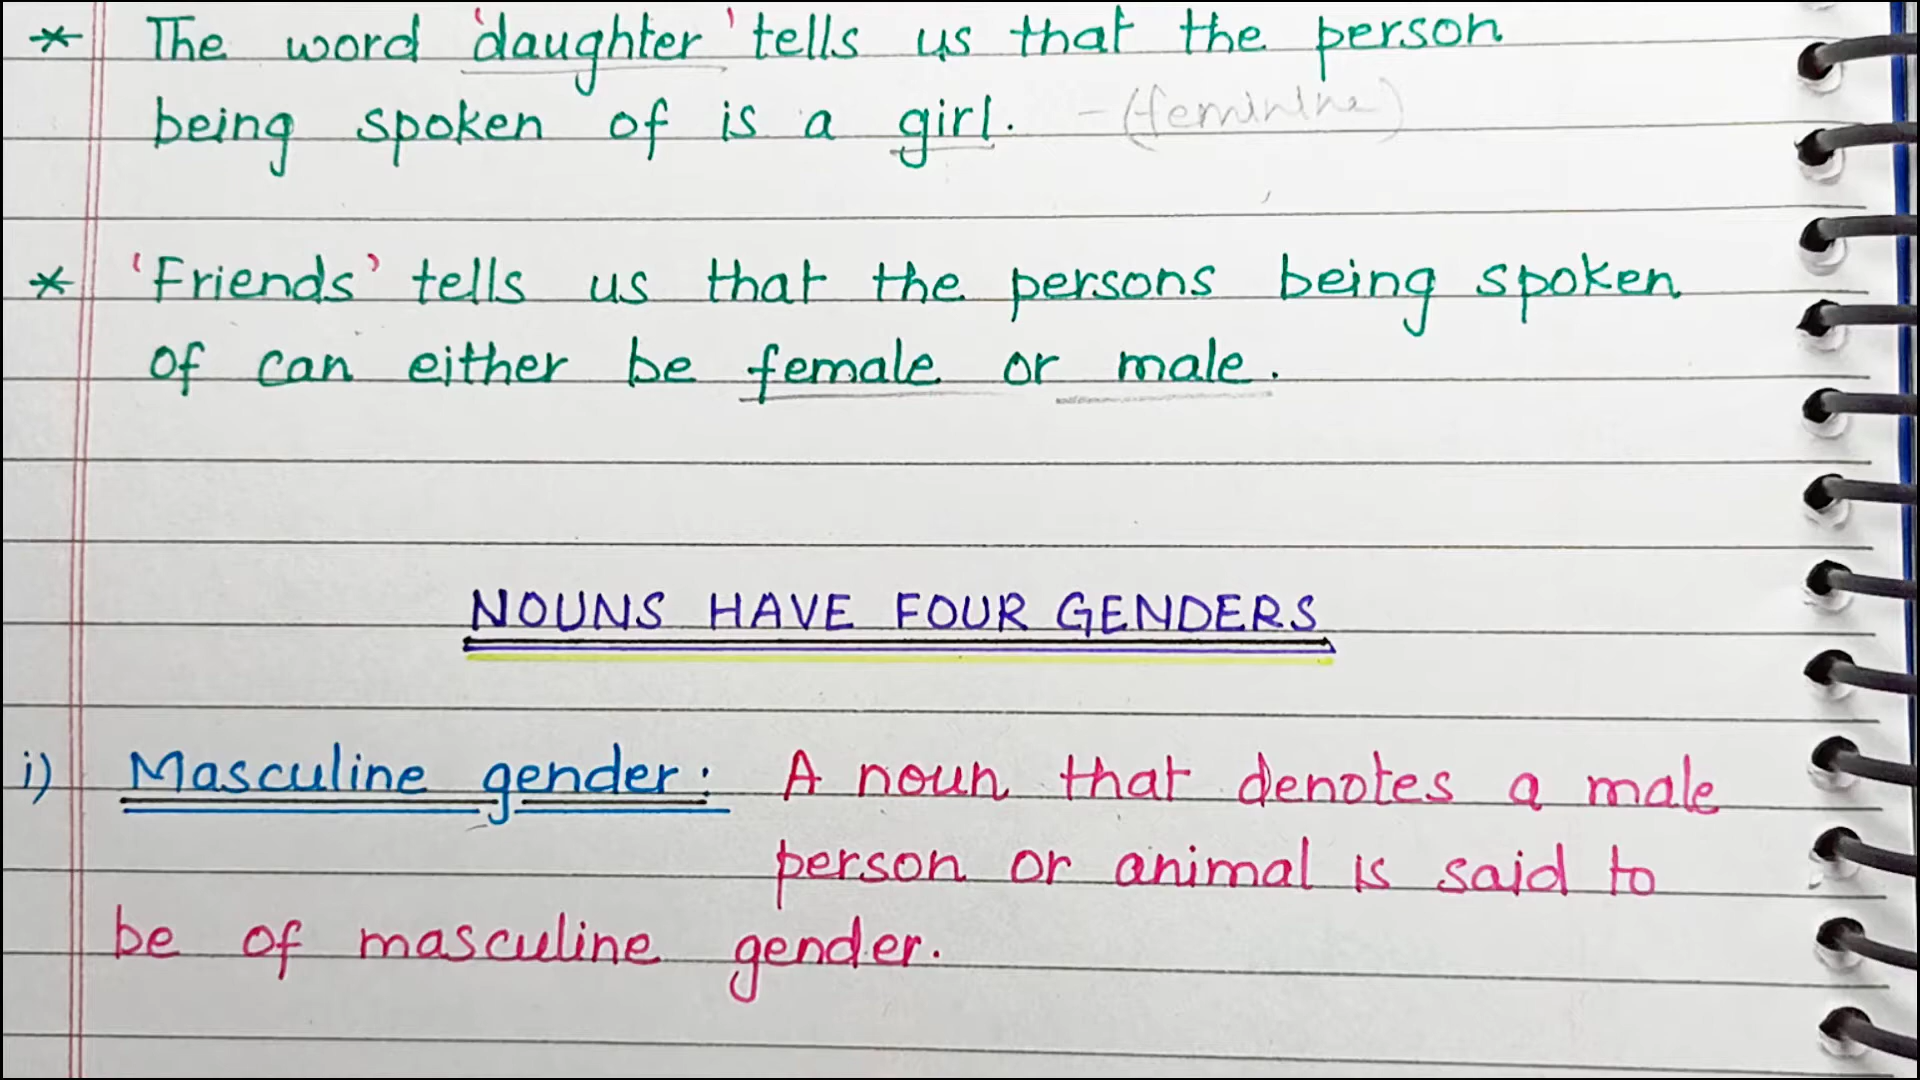 * The word 'daughter' tells us that the person
being spoken of is a girl. - (feminine)
* 'Friends' tells us that the persons being spoken
of can either be female or male.
NOUNS HAVE FOUR GENDERS
i) Masculine gender: A noun that denotes a male
person or animal is said to
be of masculine gender.